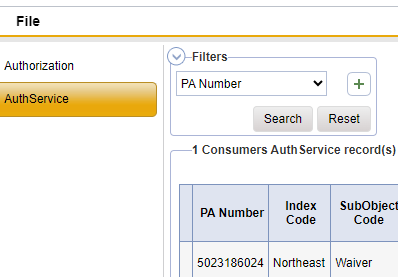 File
Authorization
AuthService
Filters
PA Number
Search Reset
1 Consumers AuthService record(s)
PA Number Index Code SubObject Code
5023186024 Northeast Waiver